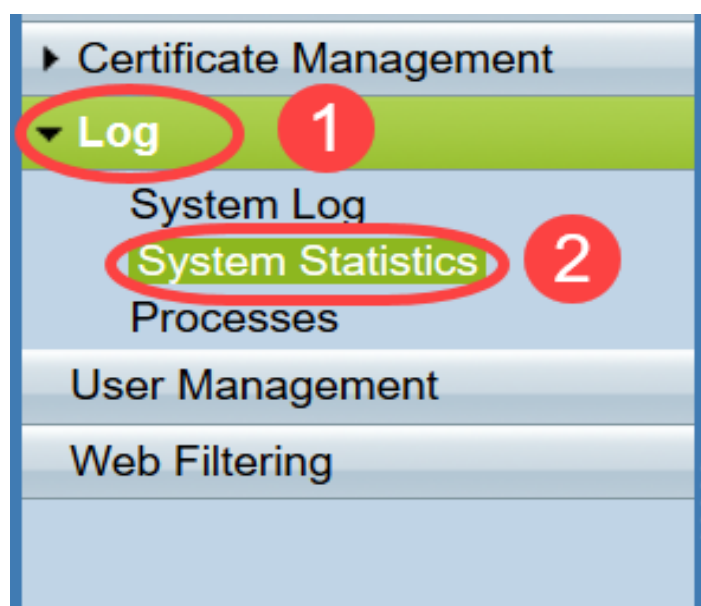 Certificate Management
Log 1
System Log
System Statistics 2
Processes
User Management
Web Filtering